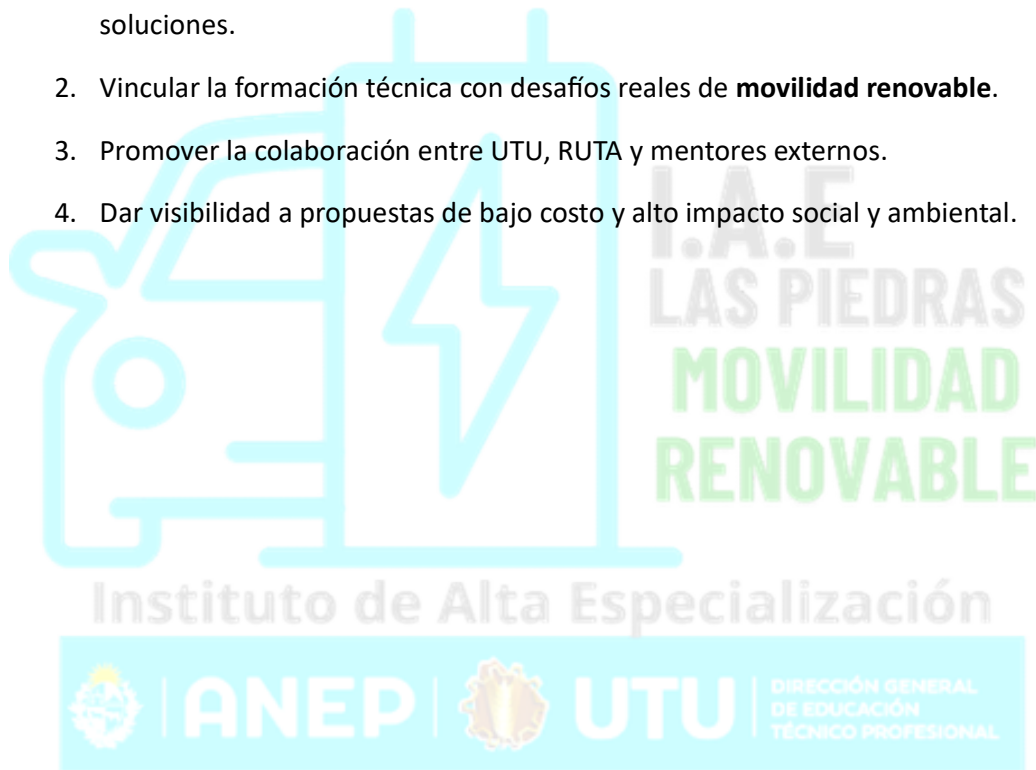 soluciones.
2. Vincular la formación técnica con desafíos reales de movilidad renovable.
3. Promover la colaboración entre UTU, RUTA y mentores externos.
4. Dar visibilidad a propuestas de bajo costo y alto impacto social y ambiental.
I.A.E
LAS PIEDRAS
MOVILIDAD
RENOVABLE
Instituto de Alta Especialización
ANEP
UTU
DIRECCIÓN GENERAL
DE EDUCACIÓN
TÉCNICO PROFESIONAL